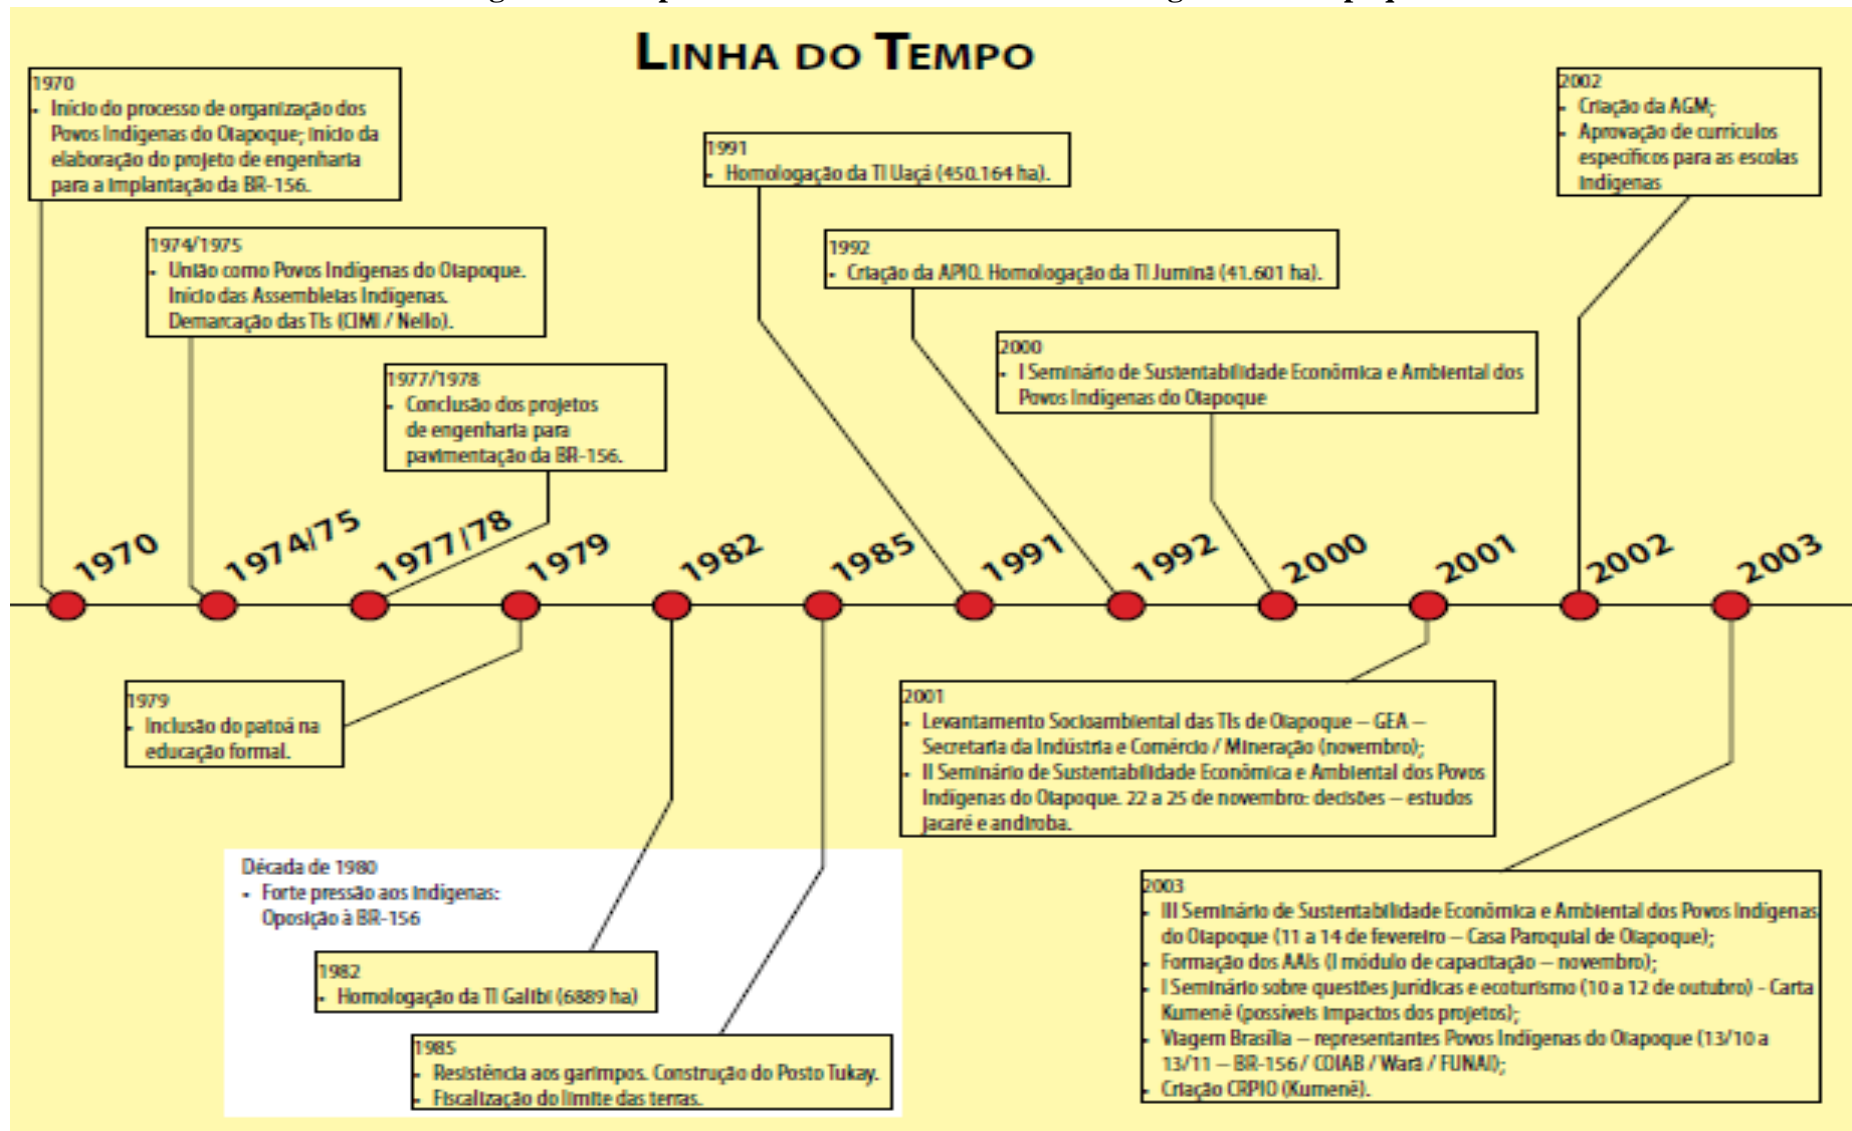 LINHA DO TEMPO
1970
- Início do processo de organização dos
Povos Indígenas do Oiapoque; início da
elaboração do projeto de engenharia
para a implantação da BR-156.
1974/1975
- União como Povos Indígenas do Oiapoque.
Início das Assembleias Indígenas.
Demarcação das TIs (CIMI / Nello).
1977/1978
- Conclusão dos projetos
de engenharia para
pavimentação da BR-156.
1991
- Homologação da TI Uaçá (450.164 ha).
1992
- Criação da APIO. Homologação da TI Juminã (41.601 ha).
2000
- I Seminário de Sustentabilidade Econômica e Ambiental dos
Povos Indígenas do Oiapoque
2002
- Criação da AGM;
- Aprovação de currículos
específicos para as escolas
indígenas
1970
1974/75
1977/78
1979
1982
1985
1991
1992
2000
2001
2002
2003
1979
- Inclusão do patoá na
educação formal.
Década de 1980
- Forte pressão aos indígenas:
Oposição à BR-156
1982
- Homologação da TI Galibi (6889 ha)
1985
- Resistência aos garimpos. Construção do Posto Tukay.
- Fiscalização do limite das terras.
2001
- Levantamento Socioambiental das TIs de Oiapoque – GEA –
Secretaria da Indústria e Comércio / Mineração (novembro);
- II Seminário de Sustentabilidade Econômica e Ambiental dos Povos
Indígenas do Oiapoque. 22 a 25 de novembro: decisões – estudos
jacaré e andiroba.
2003
- III Seminário de Sustentabilidade Econômica e Ambiental dos Povos Indígenas
do Oiapoque (11 a 14 de fevereiro – Casa Paroquial de Oiapoque);
- Formação dos AAIs (I módulo de capacitação – novembro);
- I Seminário sobre questões jurídicas e ecoturismo (10 a 12 de outubro) - Carta
Kumenê (possíveis impactos dos projetos);
- Viagem Brasília – representantes Povos Indígenas do Oiapoque (13/10 a
13/11 – BR-156 / COIAB / Warã / FUNAI);
- Criação CRPIO (Kumenê).